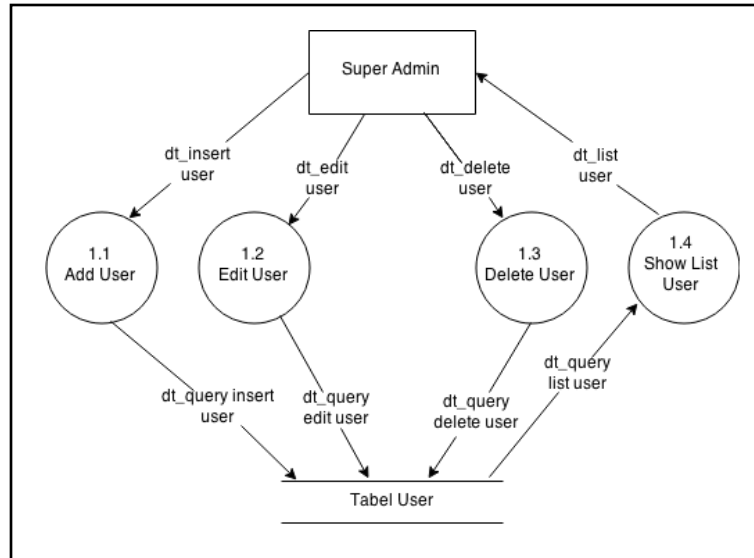 Super Admin
dt_insert
user
dt_edit
user
dt_delete
user
dt_list
user
1.1
Add User
1.2
Edit User
1.3
Delete User
1.4
Show List
User
dt_query insert
user
dt_query
edit user
dt_query
delete user
dt_query
list user
Tabel User